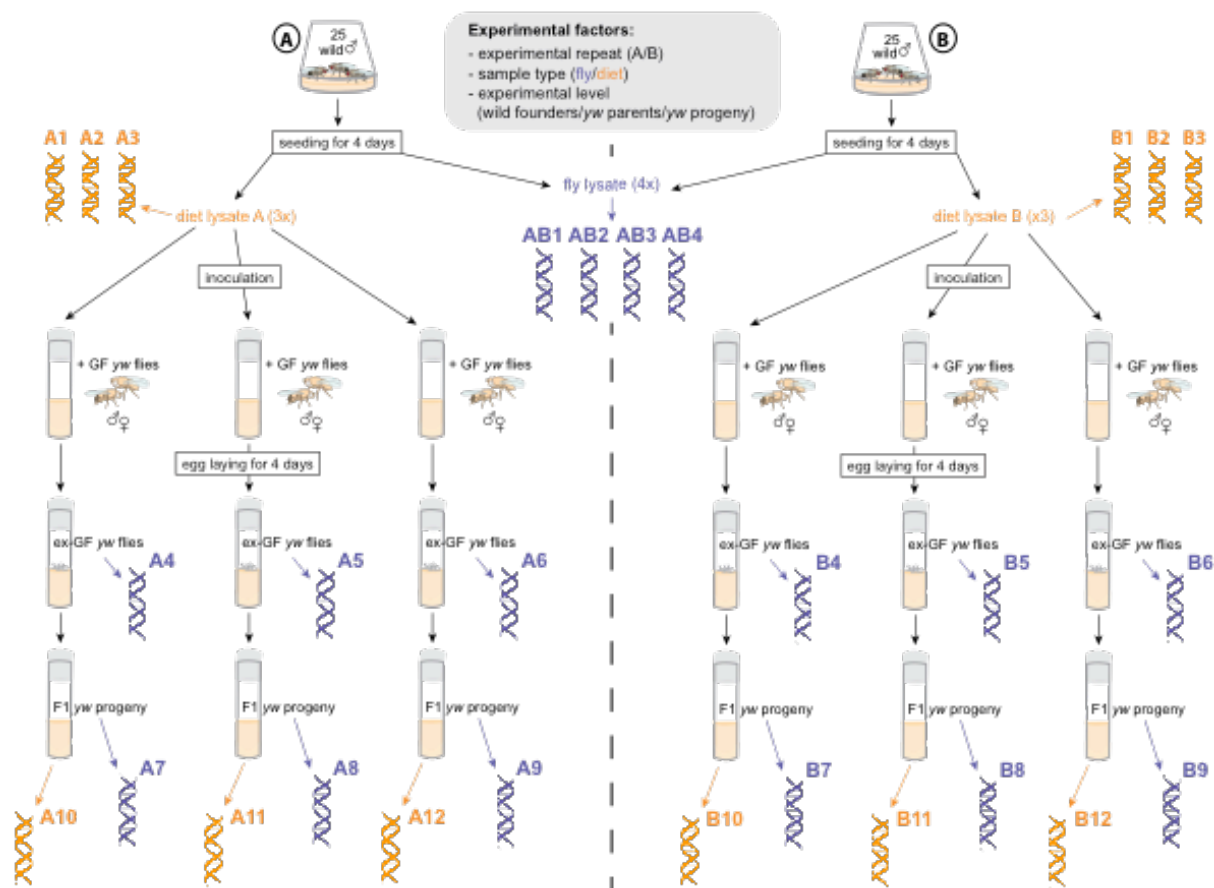 A
25
wild♂
Experimental factors:
- experimental repeat (A/B)
- sample type (fly/diet)
- experimental level
(wild founders/yw parents/yw progeny)
B
25
wild♂
seeding for 4 days
seeding for 4 days
A1 A2 A3
B1 B2 B3
fly lysate (4x)
diet lysate A (3x)
diet lysate B (x3)
AB1 AB2 AB3 AB4
inoculation
inoculation
+ GF yw flies
♂♀
+ GF yw flies
♂♀
+ GF yw flies
♂♀
+ GF yw flies
♂♀
+ GF yw flies
♂♀
+ GF yw flies
♂♀
egg laying for 4 days
egg laying for 4 days
ex-GF yw flies
A4
ex-GF yw flies
A5
ex-GF yw flies
A6
ex-GF yw flies
B4
ex-GF yw flies
B5
ex-GF yw flies
B6
F1 yw progeny
F1 yw progeny
F1 yw progeny
F1 yw progeny
F1 yw progeny
F1 yw progeny
A7
A8
A9
B7
B8
B9
A10
A11
A12
B10
B11
B12